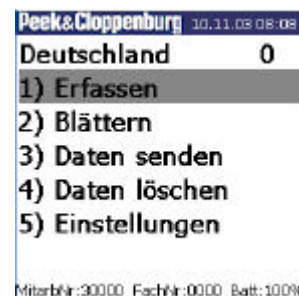 Peek&Cloppenburg 10.11.03 08:08
Deutschland 0
1) Erfassen
2) Blättern
3) Daten senden
4) Daten löschen
5) Einstellungen
MitarbNr:30000 FachNr:0000 Batt:100%